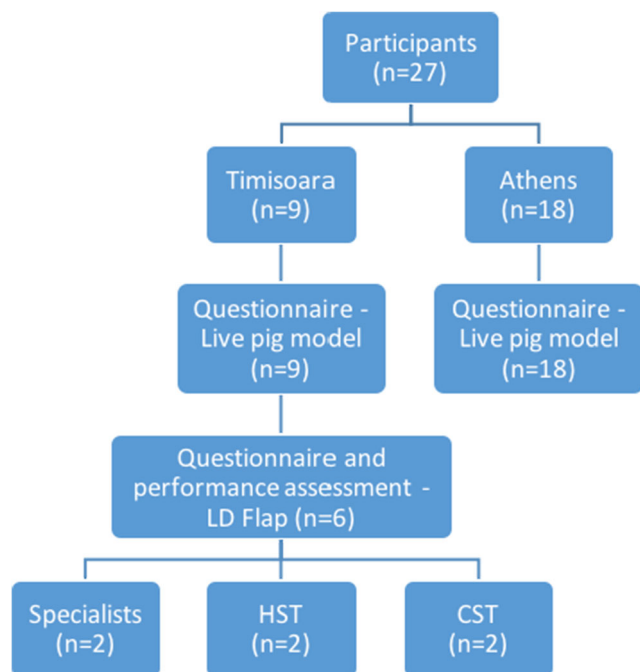 Participants
(n=27)
Timisoara
(n=9)
Athens
(n=18)
Questionnaire -
Live pig model
(n=9)
Questionnaire -
Live pig model
(n=18)
Questionnaire and
performance assessment -
LD Flap (n=6)
Specialists
(n=2)
HST
(n=2)
CST
(n=2)